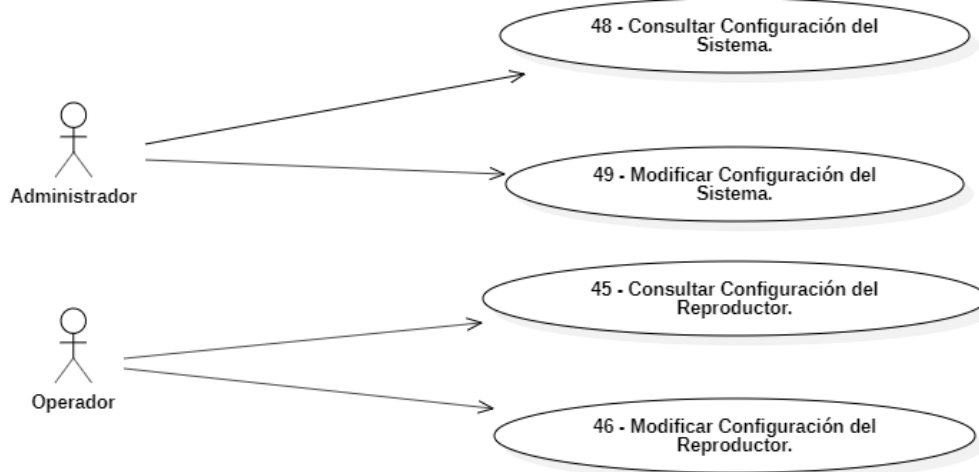 48 - Consultar Configuración del
Sistema.
Administrador
49 - Modificar Configuración del
Sistema.
45 - Consultar Configuración del
Reproductor.
Operador
46 - Modificar Configuración del
Reproductor.